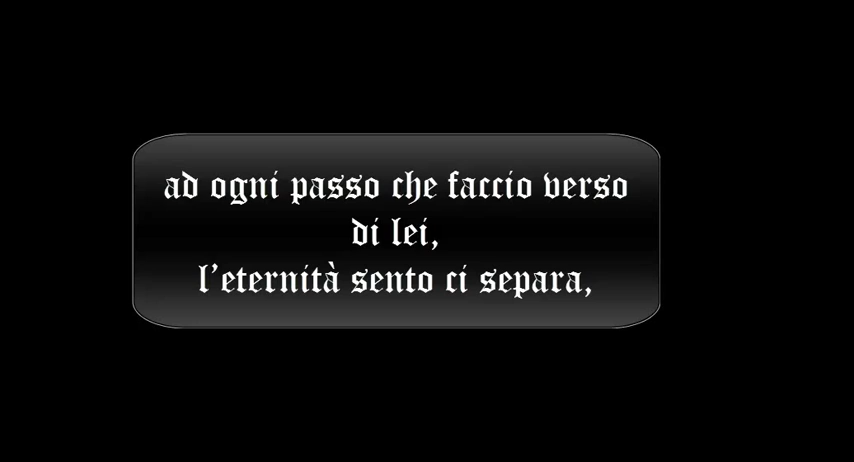 ad ogni passo che faccio verso
di lei,
l'eternità sento ci separa,